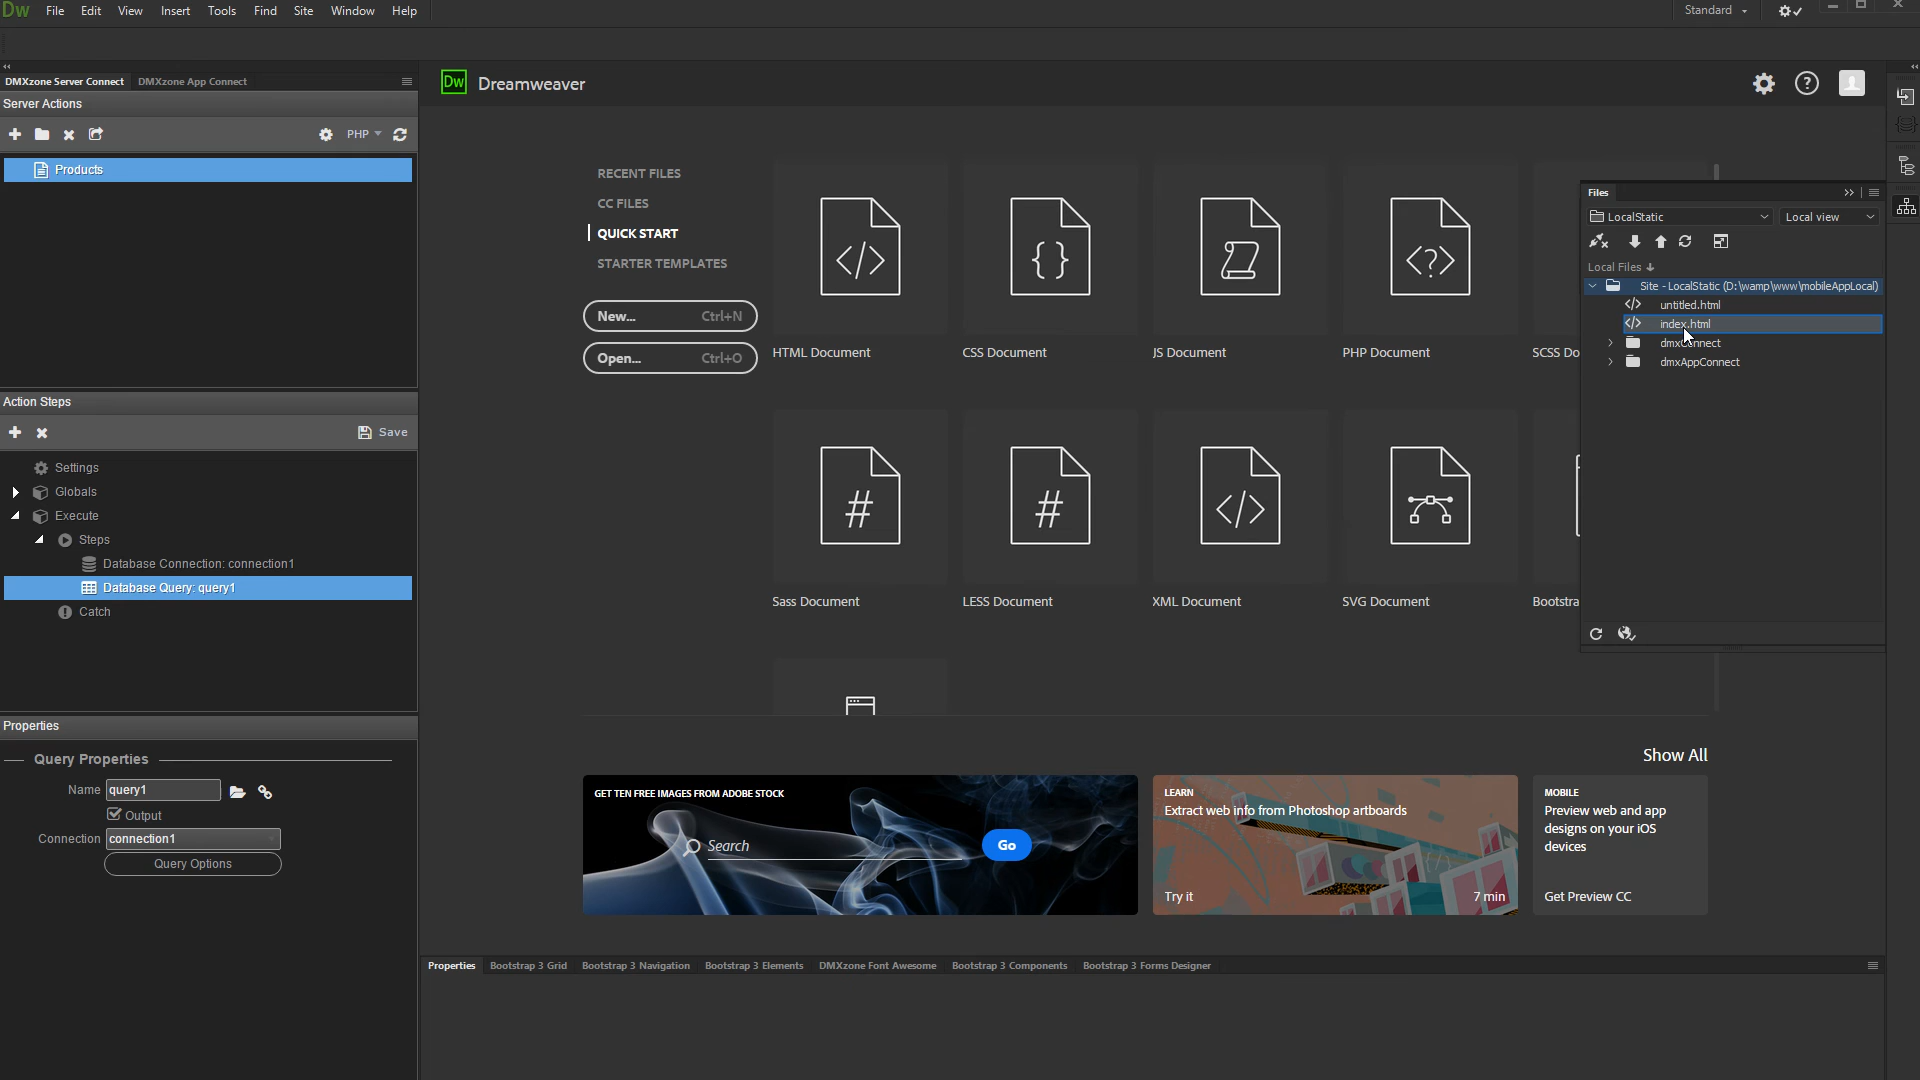 Dw File Edit View Insert Tools Find Site Window Help
Standard
DMXzone Server Connect DMXzone App Connect
Server Actions
PHP
Products
Action Steps
Save
Settings
Globals
Execute
Steps
Database Connection: connection1
Database Query: query1
Catch
Properties
Query Properties
Name query1
Output
Connection connection1
Query Options
Dw Dreamweaver
?
RECENT FILES
CC FILES
QUICK START
STARTER TEMPLATES
New... Ctrl+N
Open... Ctrl+O
</>
{ }
<?>
HTML Document
CSS Document
JS Document
PHP Document
SCSS Do
#
#
</>
Sass Document
LESS Document
XML Document
SVG Document
Bootstra
Show All
GET TEN FREE IMAGES FROM ADOBE STOCK
Search
Go
LEARN
Extract web info from Photoshop artboards
Try it 7 min
MOBILE
Preview web and app
designs on your iOS
devices
Get Preview CC
Properties Bootstrap 3 Grid Bootstrap 3 Navigation Bootstrap 3 Elements DMXzone Font Awesome Bootstrap 3 Components Bootstrap 3 Forms Designer
Files
LocalStatic Local view
Local Files
Site - LocalStatic (D:\wamp\www\mobileAppLocal)
</> untitled.html
</> index.html
dmxConnect
dmxAppConnect